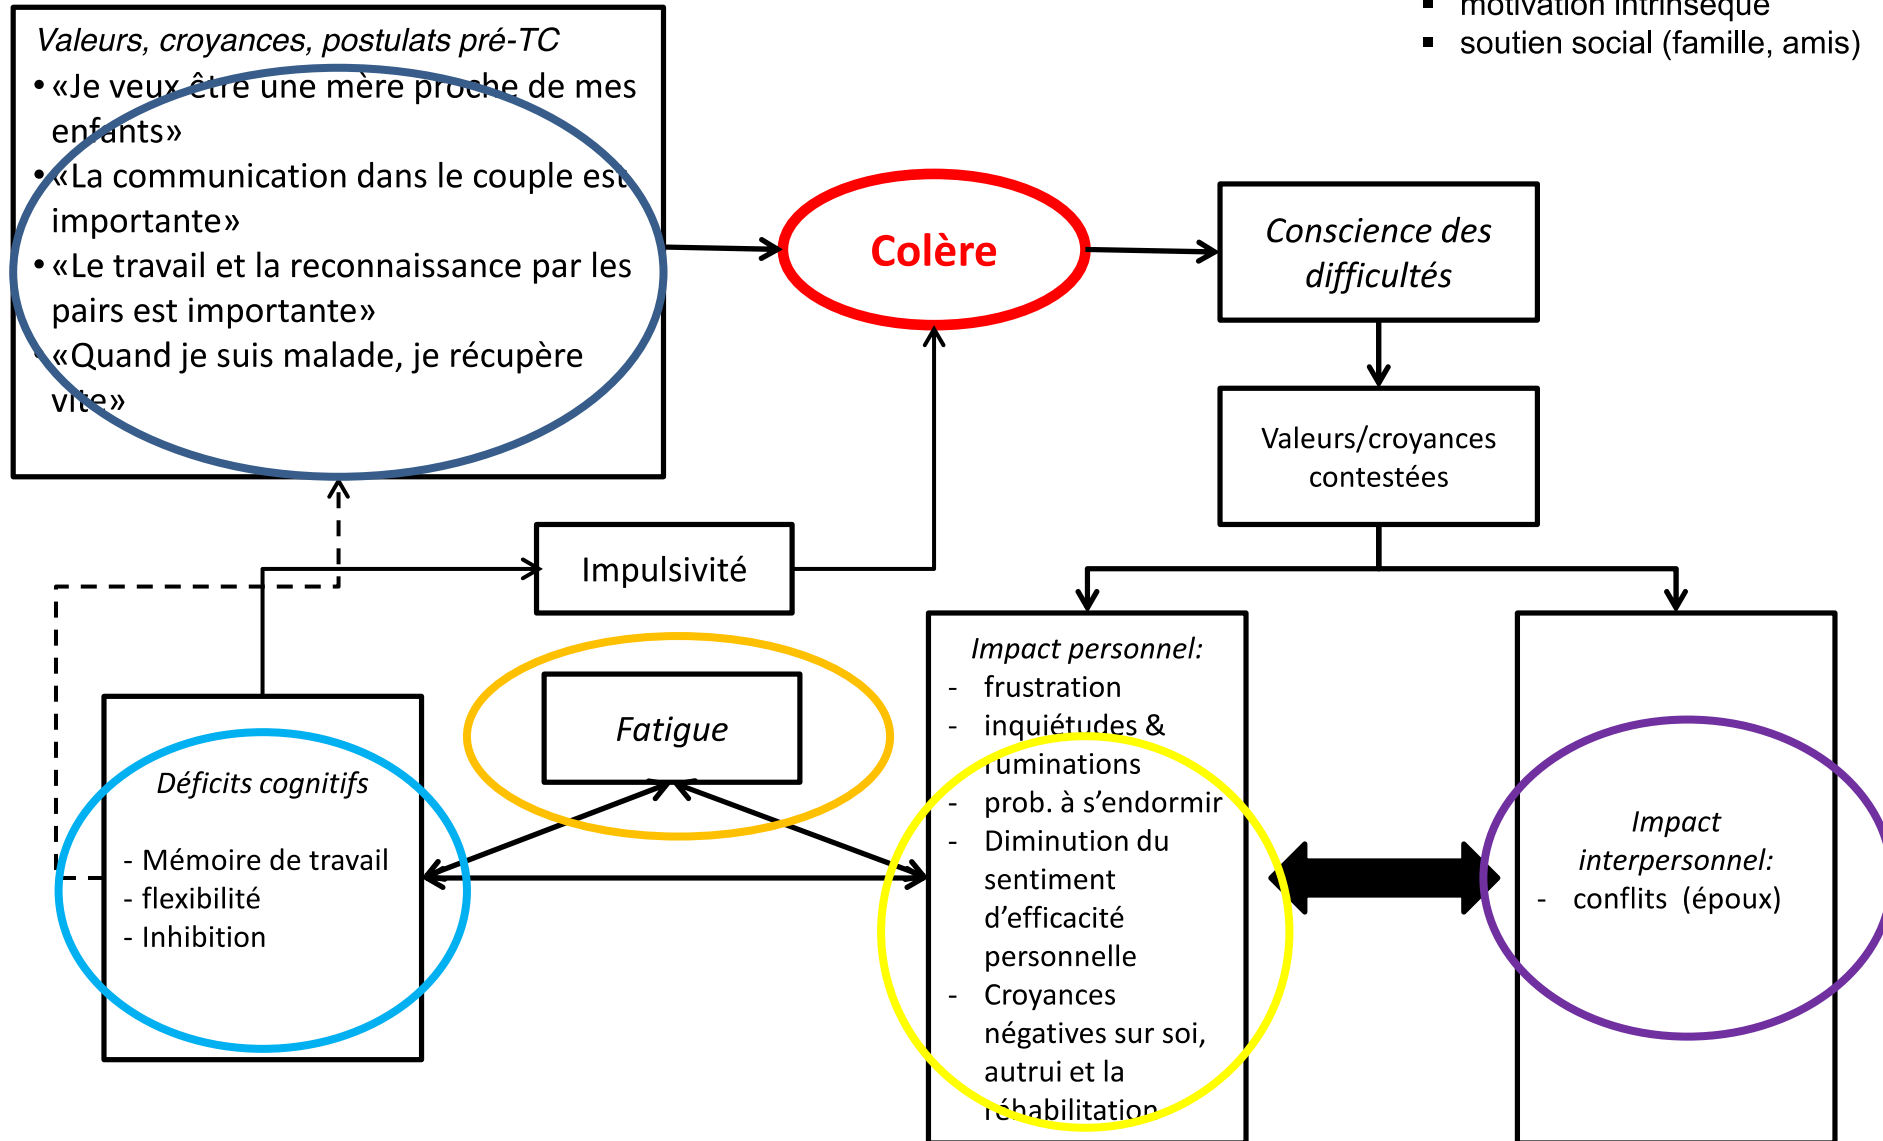 motivation intrinsèque
soutien social (famille, amis)
Valeurs, croyances, postulats pré-TC
• «Je veux être une mère proche de mes
enfants»
• «La communication dans le couple est
importante»
• «Le travail et la reconnaissance par les
pairs est importante»
• «Quand je suis malade, je récupère
vite»
Colère
Conscience des
difficultés
Valeurs/croyances
contestées
Impulsivité
Fatigue
Déficits cognitifs
- Mémoire de travail
- flexibilité
- Inhibition
Impact personnel:
- frustration
- inquiétudes &
ruminations
- prob. à s’endormir
- Diminution du
sentiment
d’efficacité
personnelle
- Croyances
négatives sur soi,
autrui et la
réhabilitation
Impact
interpersonnel:
- conflits (époux)